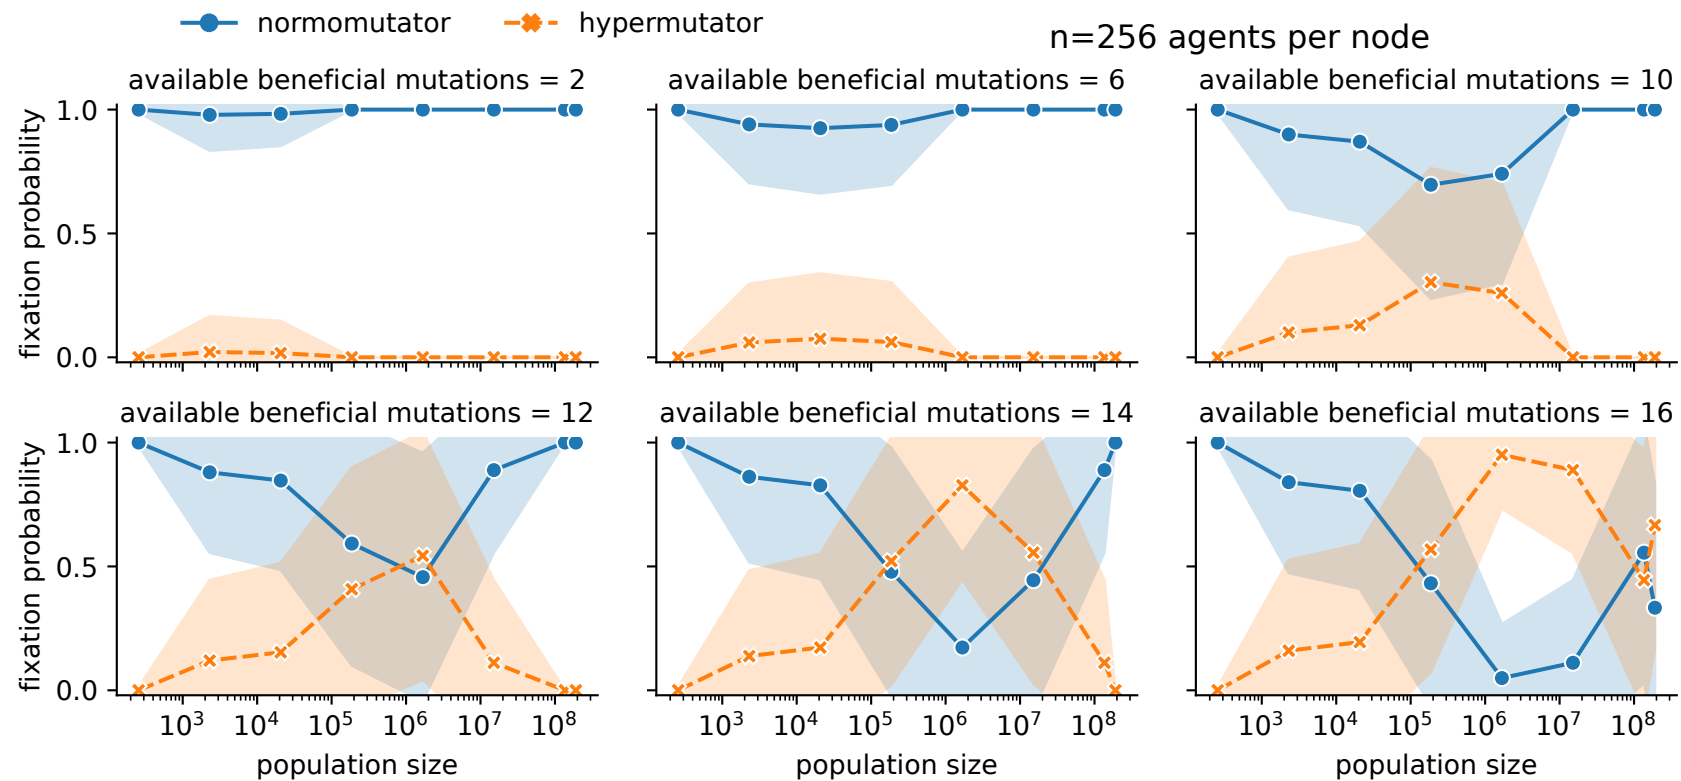 normomutator
hypermutator
n=256 agents per node
available beneficial mutations = 2
available beneficial mutations = 6
available beneficial mutations = 10
fixation probability
1.0
0.5
0.0
available beneficial mutations = 12
available beneficial mutations = 14
available beneficial mutations = 16
fixation probability
1.0
0.5
0.0
10³ 10⁴ 10⁵ 10⁶ 10⁷ 10⁸
10³ 10⁴ 10⁵ 10⁶ 10⁷ 10⁸
10³ 10⁴ 10⁵ 10⁶ 10⁷ 10⁸
population size
population size
population size